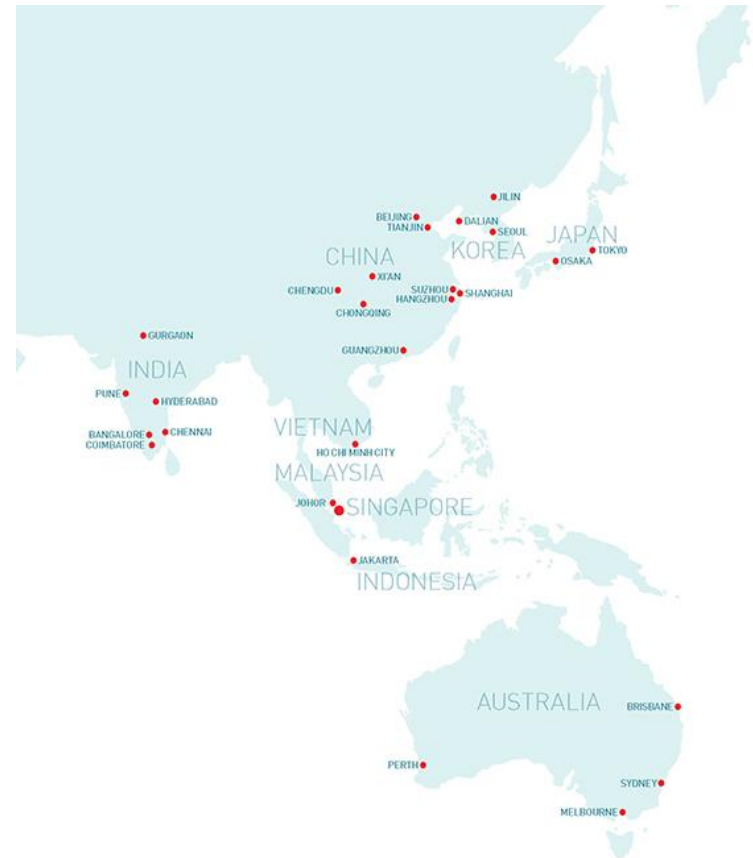 JILIN
BEIJING
DALIAN
TIANJIN
SEOUL
JAPAN
KOREA
TOKYO
CHINA
OSAKA
XI'AN
CHENGDU
SUZHOU
SHANGHAI
HANGZHOU
CHONGQING
GURGAON
GUANGZHOU
INDIA
PUNE
HYDERABAD
VIETNAM
CHENNAI
BANGALORE
COIMBATORE
HO CHI MINH CITY
MALAYSIA
JOHOR
SINGAPORE
JAKARTA
INDONESIA
AUSTRALIA
BRISBANE
PERTH
SYDNEY
MELBOURNE